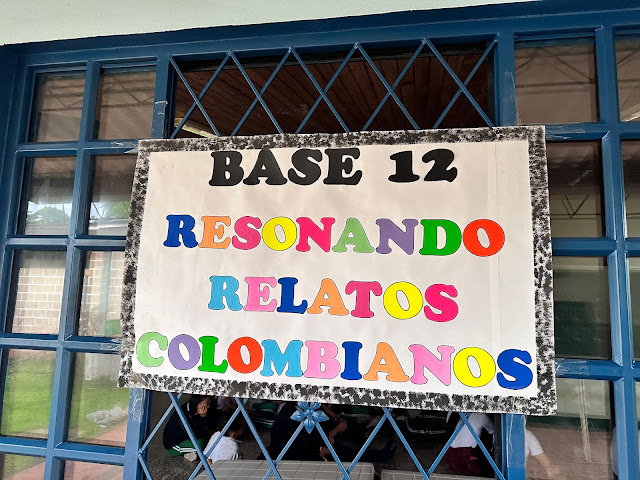 BASE 12
RESONANDO
RELATOS
COLOMBIANOS